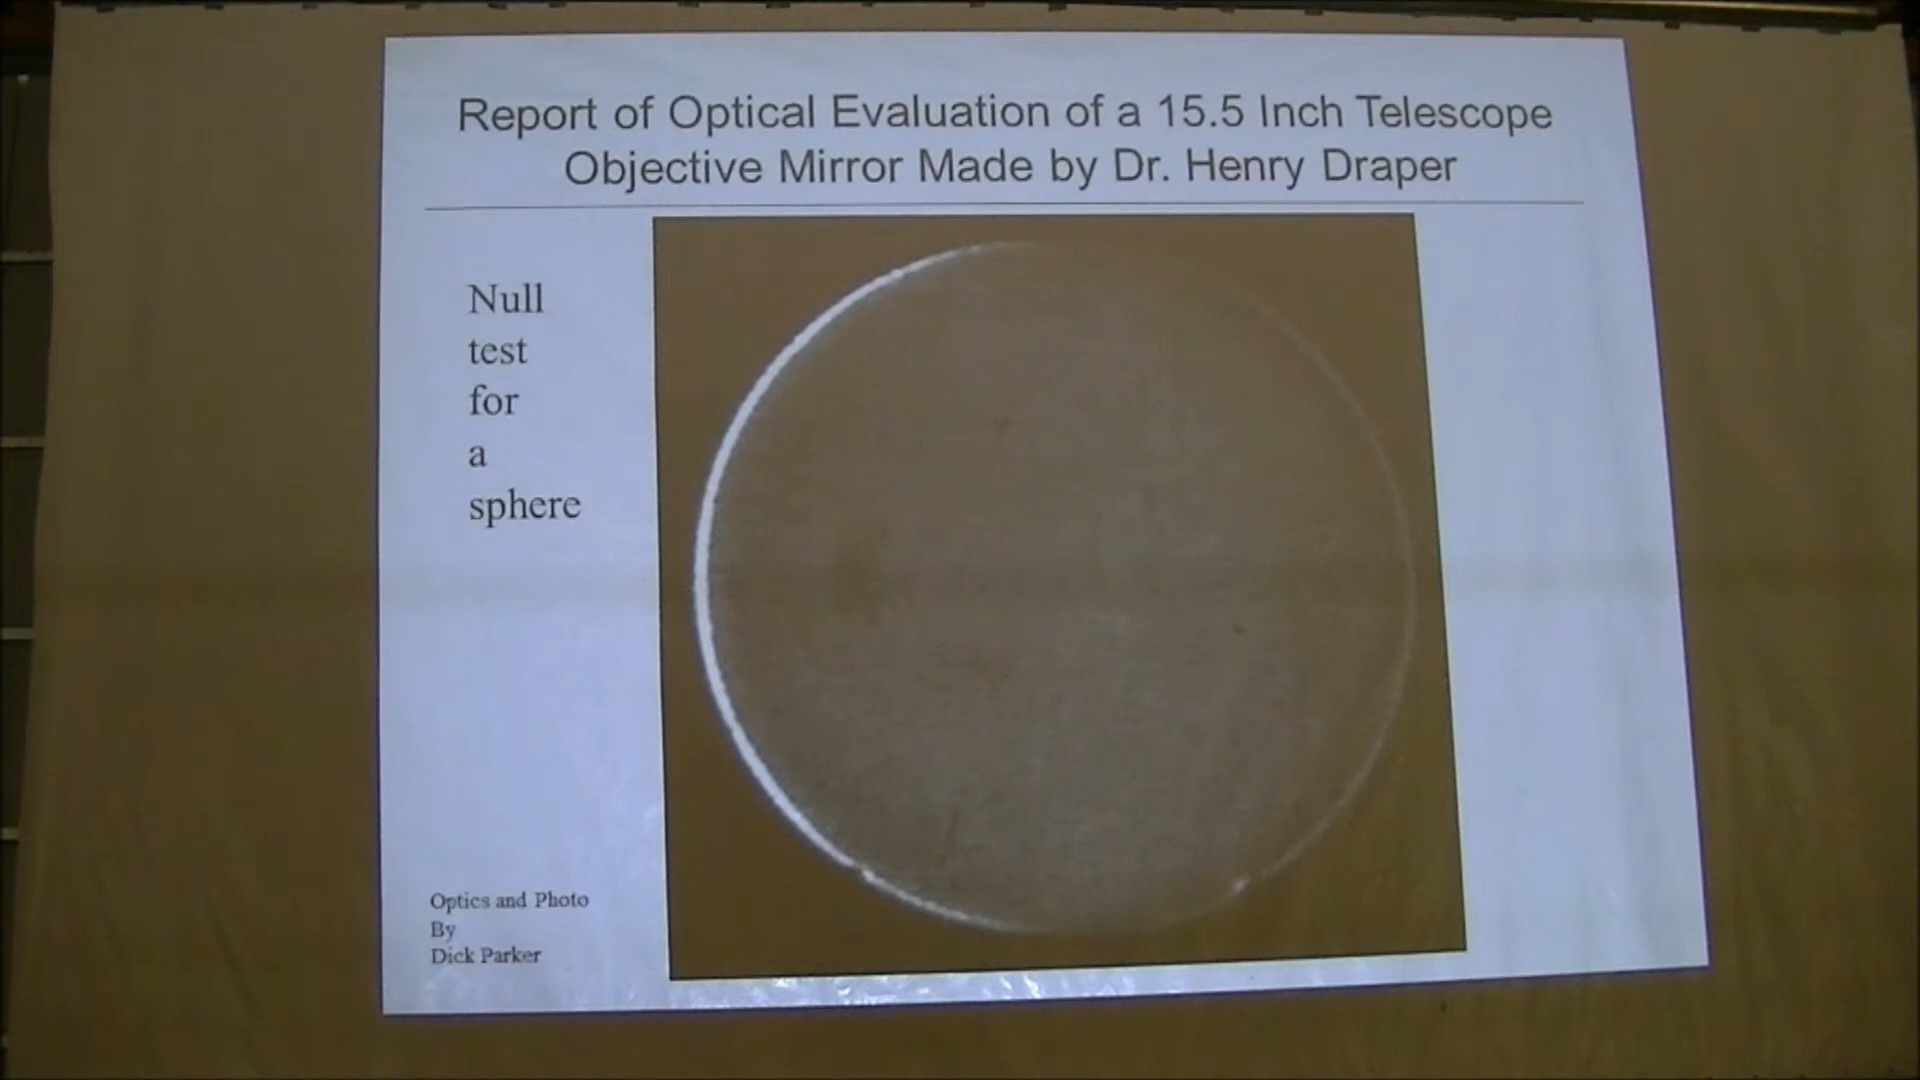 Report of Optical Evaluation of a 15.5 Inch Telescope
Objective Mirror Made by Dr. Henry Draper
Null
test
for
a
sphere
Optics and Photo
By
Dick Parker